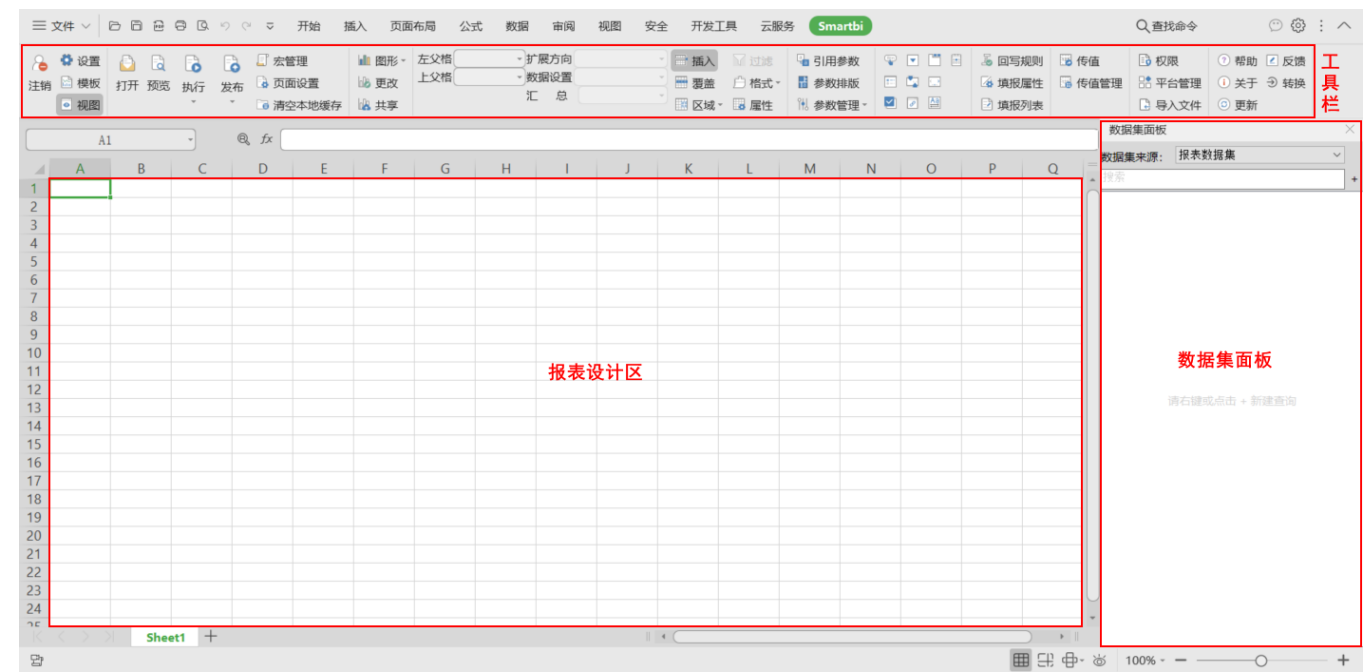 文件 开始 插入 页面布局 公式 数据 审阅 视图 安全 开发工具 云服务 Smartbi 查找命令
设置 宏管理 图形 左父格 扩展方向 插入 过滤 引用参数 回写规则 传值 权限 帮助 反馈
注销 模板 打开 预览 执行 发布 页面设置 更改 上父格 数据设置 覆盖 格式 参数排版 填报属性 传值管理 平台管理 关于 转换
视图 清空本地缓存 共享 汇 总 区域 属性 参数管理 填报列表 导入文件 更新
工具栏
A1 fx
数据集面板
数据集来源: 报表数据集
搜索
A B C D E F G H I J K L M N O P Q
1
2
3
4
5
6
7
8
9
10
11
12
13
14
15
16
17
18
19
20
21
22
23
24
25
报表设计区
数据集面板
请右键或点击 + 新建查询
Sheet1
100%